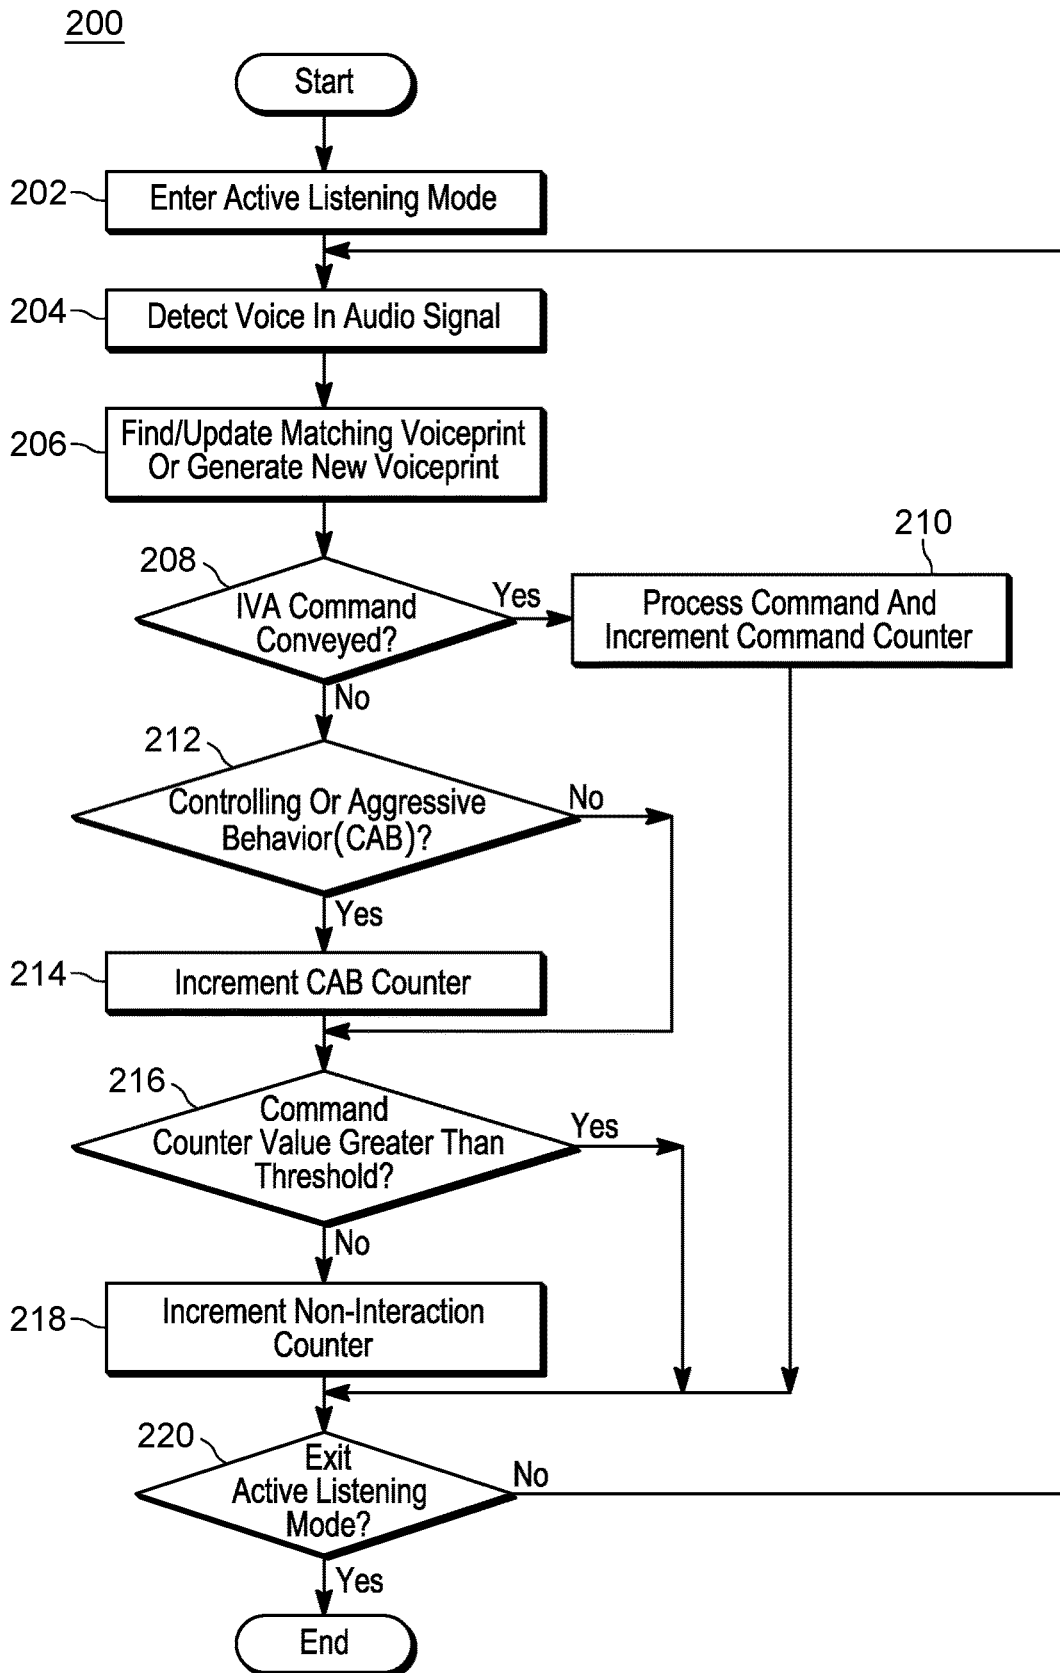 200
Start
202
Enter Active Listening Mode
204
Detect Voice In Audio Signal
206
Find/Update Matching Voiceprint
Or Generate New Voiceprint
208
IVA Command
Conveyed?
Yes
210
Process Command And
Increment Command Counter
No
212
Controlling Or Aggressive
Behavior(CAB)?
No
Yes
214
Increment CAB Counter
216
Command
Counter Value Greater Than
Threshold?
Yes
No
218
Increment Non-Interaction
Counter
220
Exit
Active Listening
Mode?
No
Yes
End